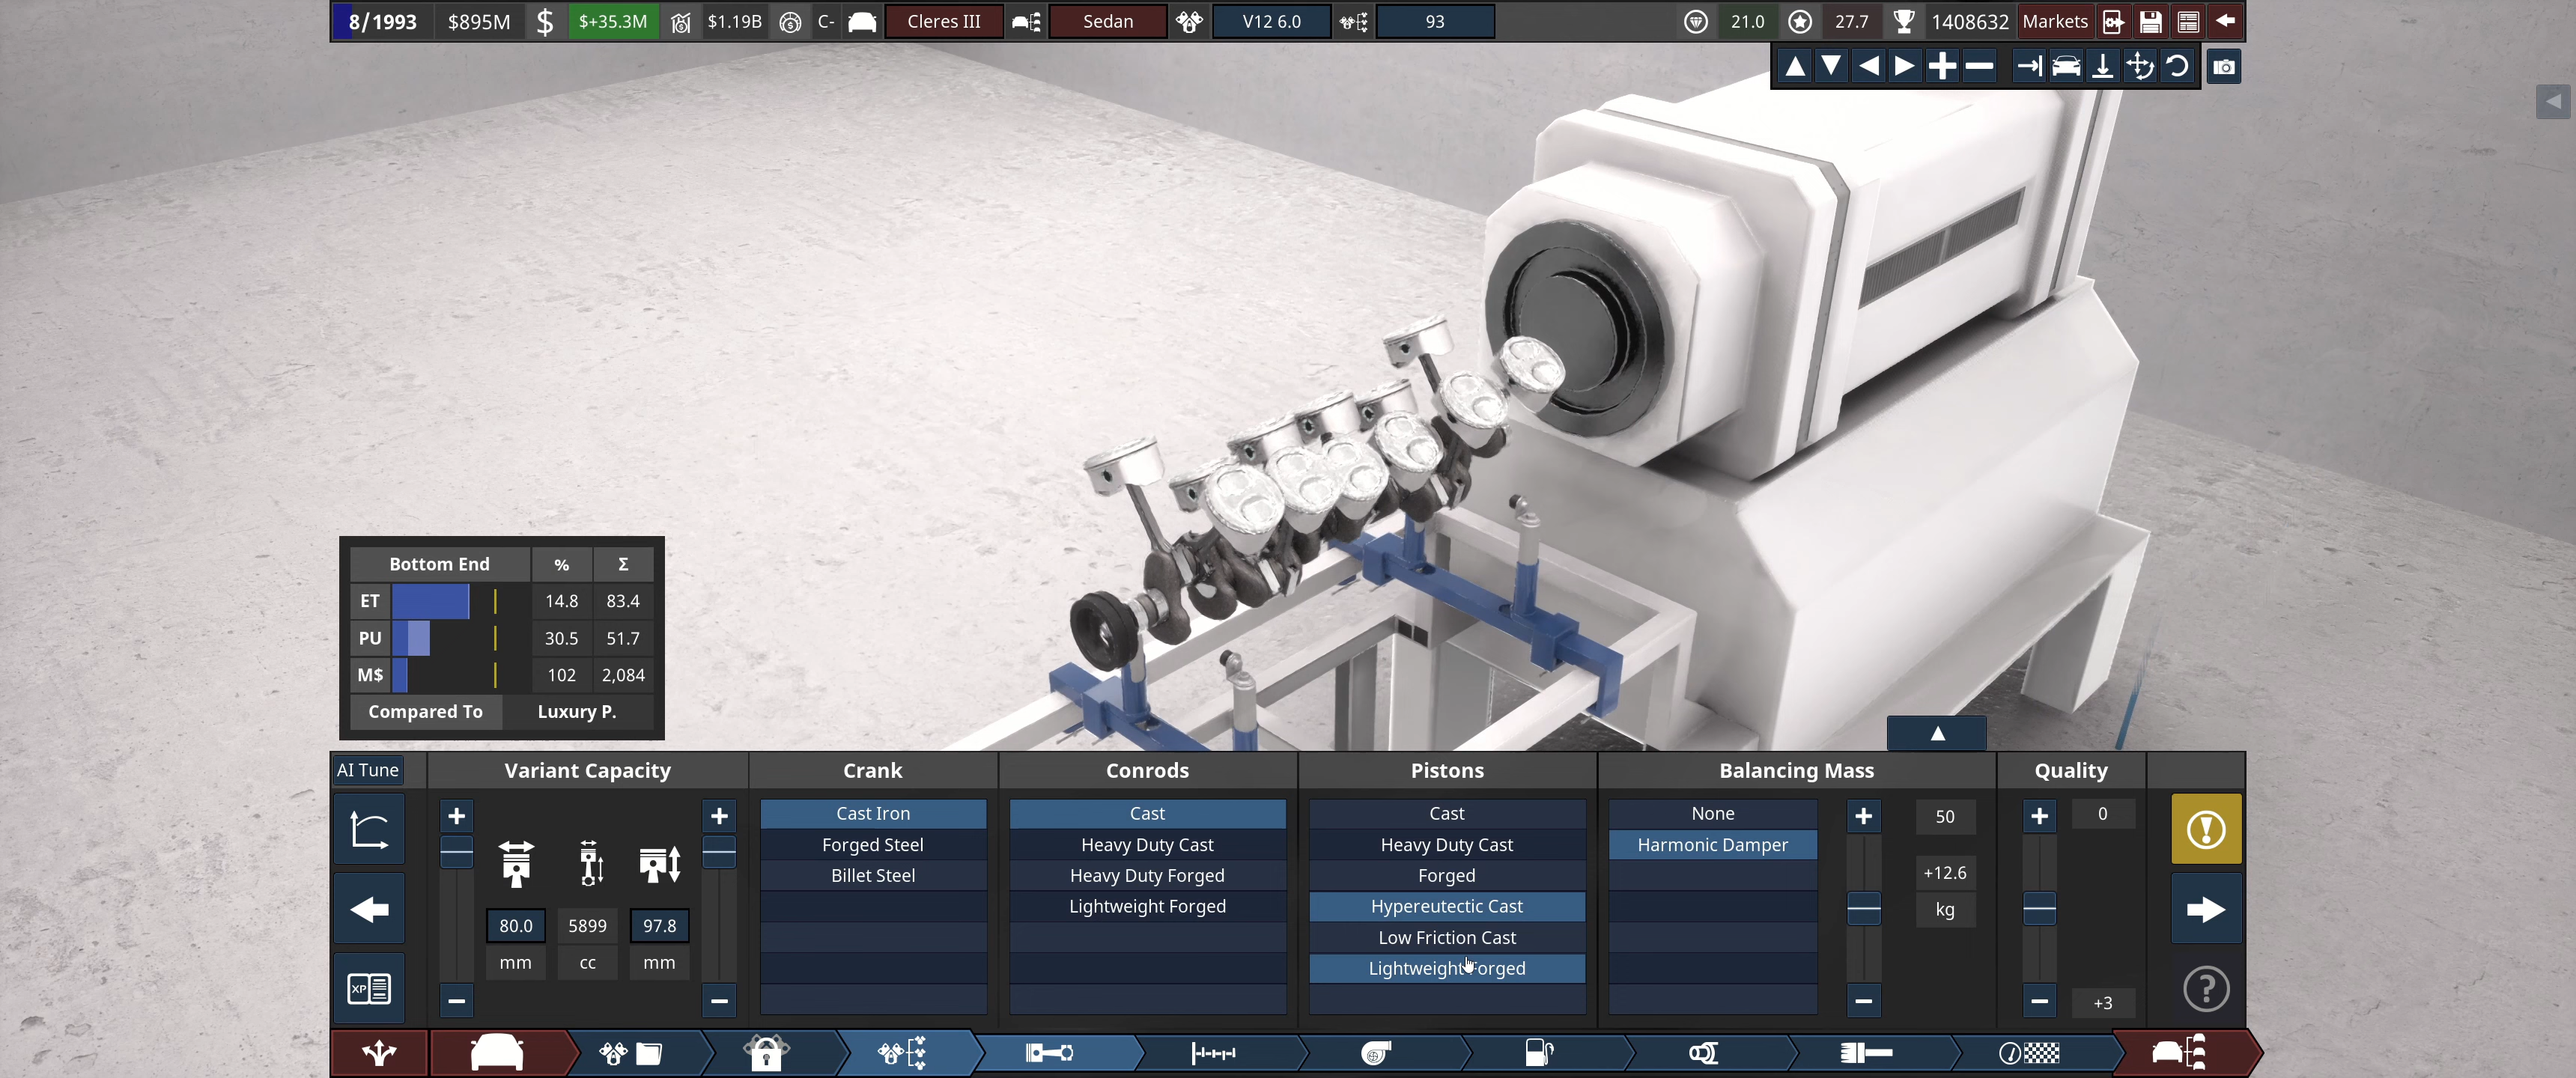 8/1993 $895M $ $+35.3M $1.19B C- Cleres III Sedan V12 6.0 93 21.0 27.7 1408632 Markets
Bottom End % Σ
ET 14.8 83.4
PU 30.5 51.7
M$ 102 2,084
Compared To Luxury P.
AI Tune Variant Capacity Crank Conrods Pistons Balancing Mass Quality
Cast Iron Cast Cast None 0
50
Forged Steel Heavy Duty Cast Heavy Duty Cast Harmonic Damper
Billet Steel Heavy Duty Forged Forged +12.6
Lightweight Forged Hypereutectic Cast kg
80.0 5899 97.8
Low Friction Cast
mm cc mm Lightweight Forged
XP
+3